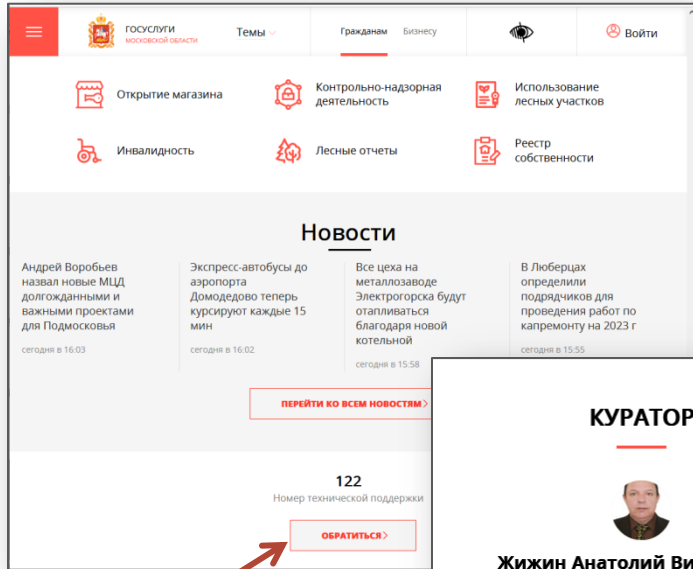 ГОСУСЛУГИ
МОСКОВСКОЙ ОБЛАСТИ
Темы
Гражданам
Бизнесу
Войти
Открытие магазина
Контрольно-надзорная
деятельность
Использование
лесных участков
Инвалидность
Лесные отчеты
Реестр
собственности
Новости
Андрей Воробьев
назвал новые МЦД
долгожданными и
важными проектами
для Подмосковья
сегодня в 16:03
Экспресс-автобусы до
аэропорта
Домодедово теперь
курсируют каждые 15
мин
сегодня в 16:02
Все цеха на
металлозаводе
Электрогорска будут
отапливаться
благодаря новой
котельной
сегодня в 15:58
В Люберцах
определили
подрядчиков для
проведения работ по
капремонту на 2023 г
сегодня в 15:55
ПЕРЕЙТИ КО ВСЕМ НОВОСТЯМ
122
Номер технической поддержки
ОБРАТИТЬСЯ
КУРАТОР
Жижин Анатолий Ви